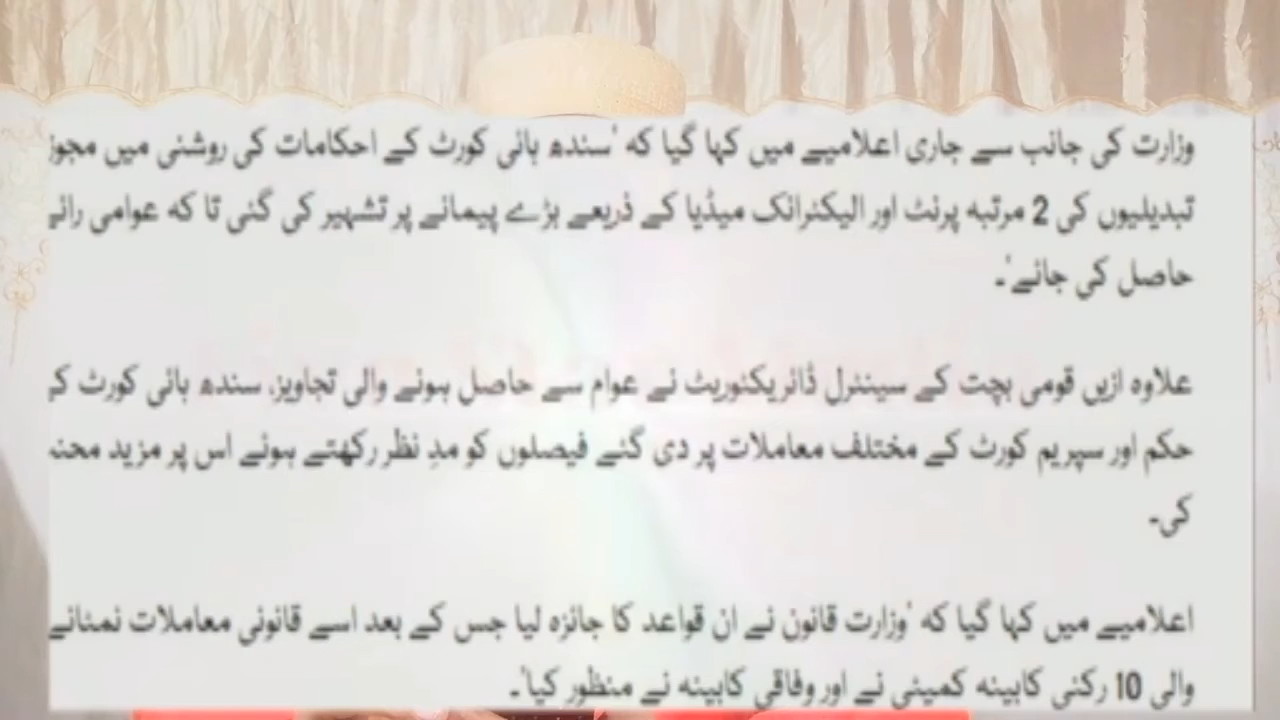 وزارت کی جانب سے جاری اعلامیے میں کہا گیا کہ 'سندھ ہائی کورٹ کے احکامات کی روشنی میں
تبدیلیوں کی 2 مرتبہ پرنٹ اور الیکٹرانک میڈیا کے ذریعے بڑے پیمانے پر تشہیر کی گئی تا کہ عوامی رائے
حاصل کی جائے'۔
علاوہ ازیں قومی بچت کے سینٹرل ڈائریکٹوریٹ نے عوام سے حاصل ہونے والی تجاویز، سندھ ہائی کورٹ کے
حکم اور سپریم کورٹ کے مختلف معاملات پر دی گئے فیصلوں کو مدِ نظر رکھتے ہوئے اس پر مزید
کی۔
اعلامیے میں کہا گیا کہ 'وزارت قانون نے ان قواعد کا جائزہ لیا جس کے بعد اسے قانونی معاملات نمٹانے
والی 10 رکنی کابینہ کمیٹی نے اور وفاقی کابینہ نے منظور کیا'۔